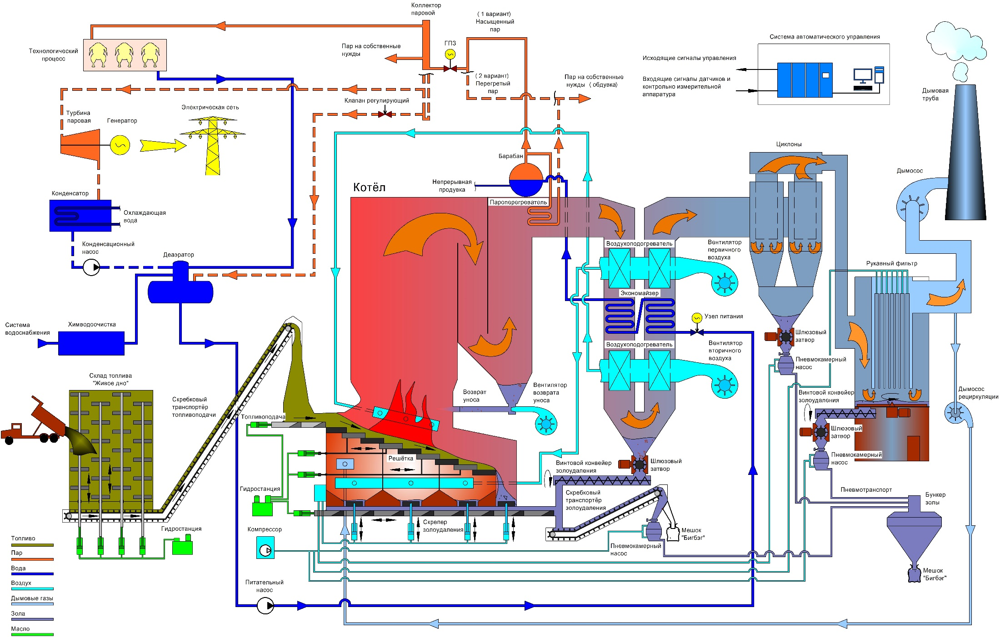 Коллектор
паровой
( 1 вариант)
Насыщенный
пар
ГПЗ
Пар на собственные
нужды
Технологический
процесс
( 2 вариант)
Перегретый
пар
Пар на собственные
нужды ( обдувка)
Система автоматического управления
Исходящие сигналы управления
Входящие сигналы датчиков и
контрольно измерительной
аппаратура
Дымовая
труба
Клапан регулирующий
Электрическая сеть
Турбина
паровая
Генератор
Циклоны
Барабан
Дымосос
Непрерывная
продувка
Котёл
Пароперегреватель
Конденсатор
Охлаждающая
вода
Конденсационный
насос
Деаэратор
Воздухоподогреватель
Вентилятор
первичного
воздуха
Рукавный фильтр
Экономайзер
Узел питания
Система
водоснабжения
Химводоочистка
Воздухоподогреватель
Вентилятор
вторичного
воздуха
Шлюзовый
затвор
Пневмокамерный
насос
Склад топлива
"Живое дно"
Скребковый
транспортёр
топливоподачи
Возврат
уноса
Вентилятор
возврата
уноса
Винтовой конвейер
золоудаления
Дымосос
рециркуляции
Топливоподача
Шлюзовый
затвор
Решётка
Винтовой конвейер
золоудаления
Шлюзовый
затвор
Пневмокамерный
насос
Гидростанция
Скребковый
транспортёр
золоудаления
Пневмотранспорт
Бункер
золы
Скрепер
золоудаления
Гидростанция
Компрессор
Мешок
"Бигбэг"
Пневмокамерный
насос
Мешок
"Бигбэг"
Питательный
насос
Топливо
Пар
Вода
Воздух
Дымовые газы
Зола
Масло